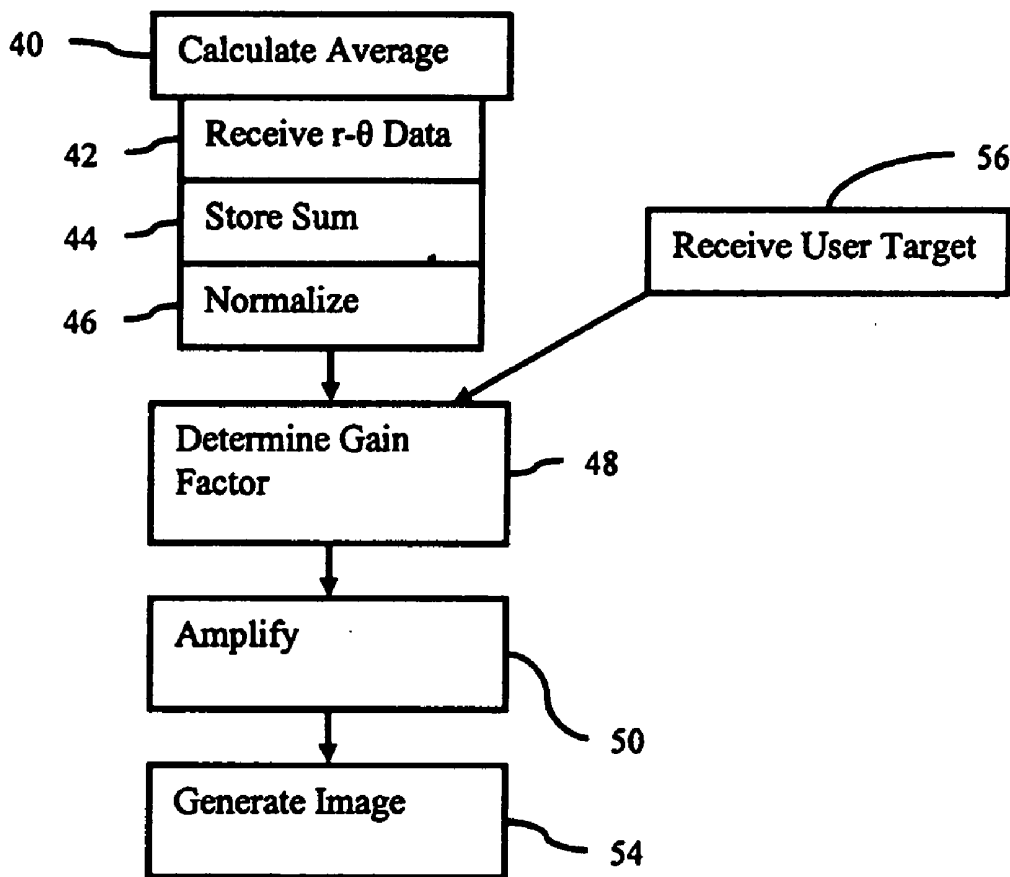 40
Calculate Average
42
Receive r-θ Data
44
Store Sum
46
Normalize
56
Receive User Target
Determine Gain
Factor
48
Amplify
50
Generate Image
54